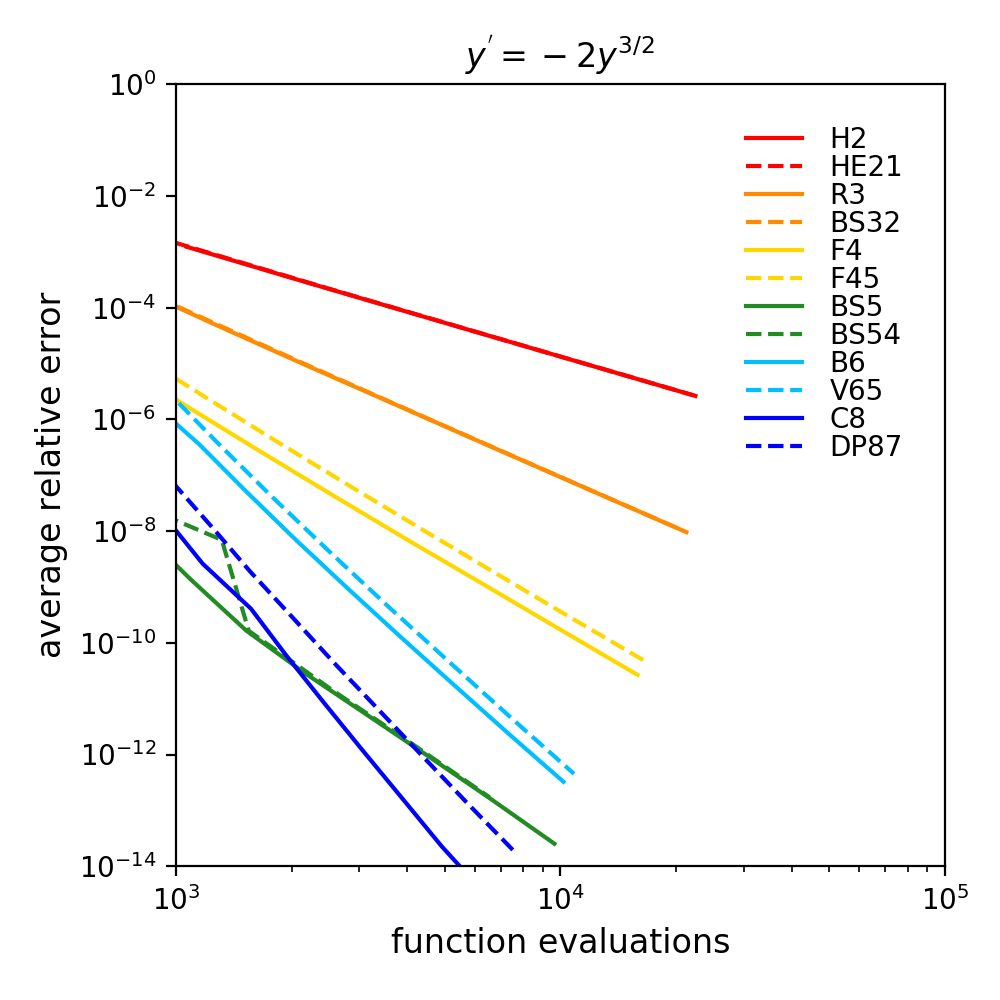 $y' = -2y^{3/2}$
$10^0$
$10^{-2}$
$10^{-4}$
$10^{-6}$
$10^{-8}$
$10^{-10}$
$10^{-12}$
$10^{-14}$
average relative error
H2
HE21
R3
BS32
F4
F45
BS5
BS54
B6
V65
C8
DP87
$10^3$ $10^4$ $10^5$
function evaluations